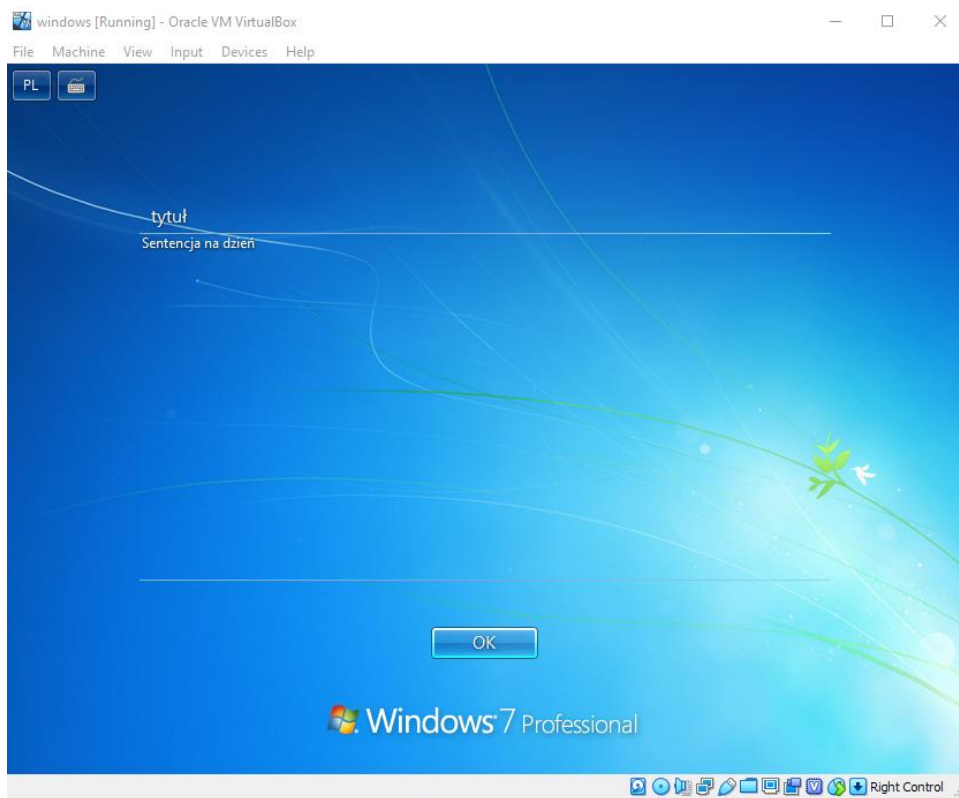 windows [Running] - Oracle VM VirtualBox
File Machine View Input Devices Help
PL
tytuł
Sentencja na dzień
OK
Windows 7 Professional
Right Control